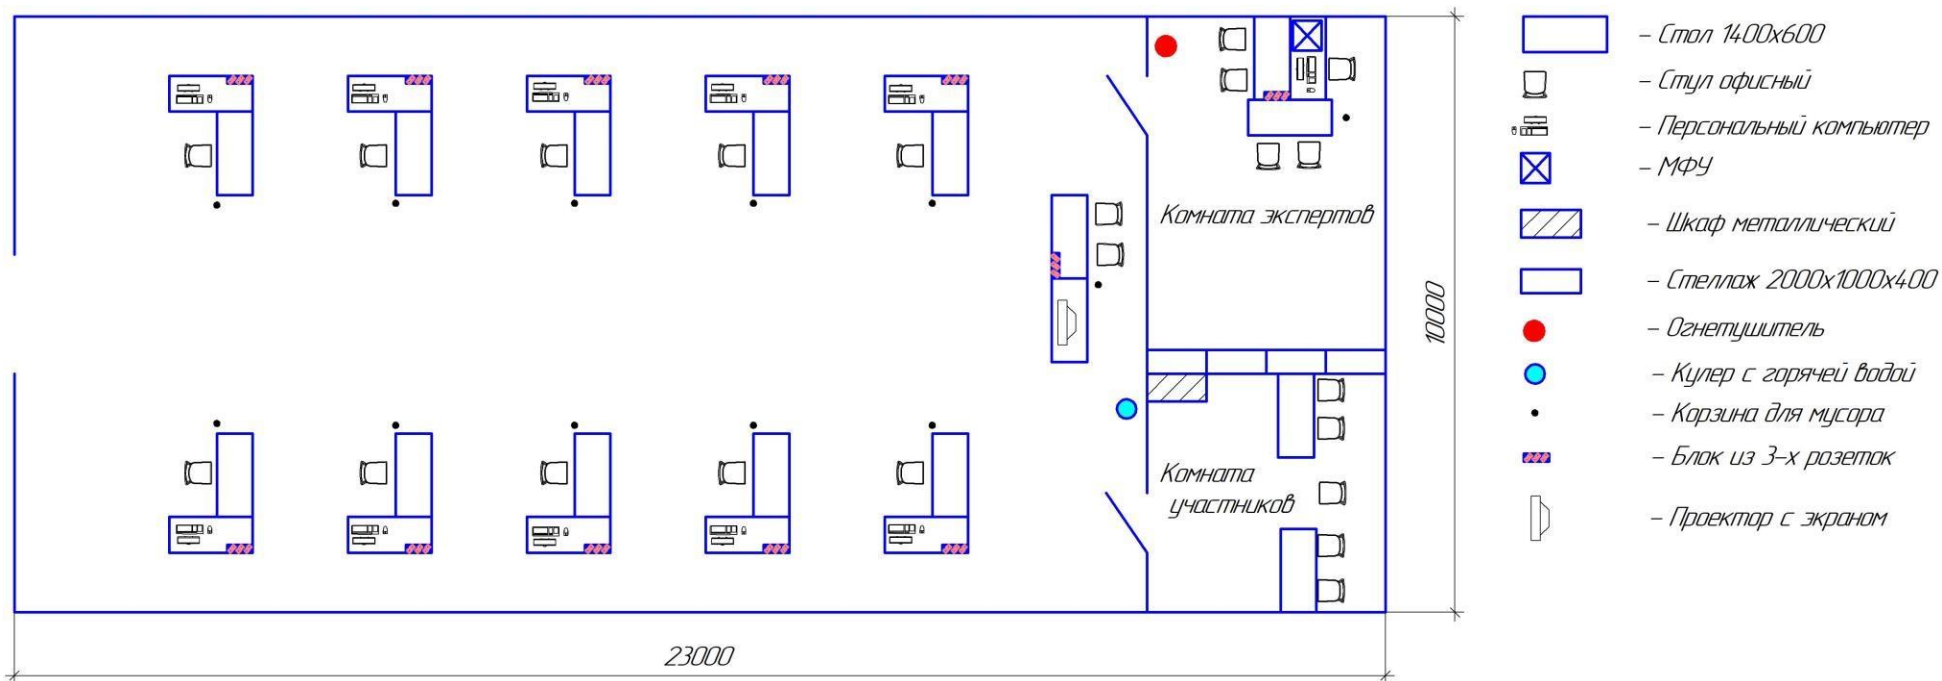 Комната экспертов
Комната
участников
23000
10000
– Стол 1400х600
– Стул офисный
– Персональный компьютер
– МФУ
– Шкаф металлический
– Стеллаж 2000х1000х400
– Огнетушитель
– Кулер с горячей водой
– Корзина для мусора
– Блок из 3-х розеток
– Проектор с экраном